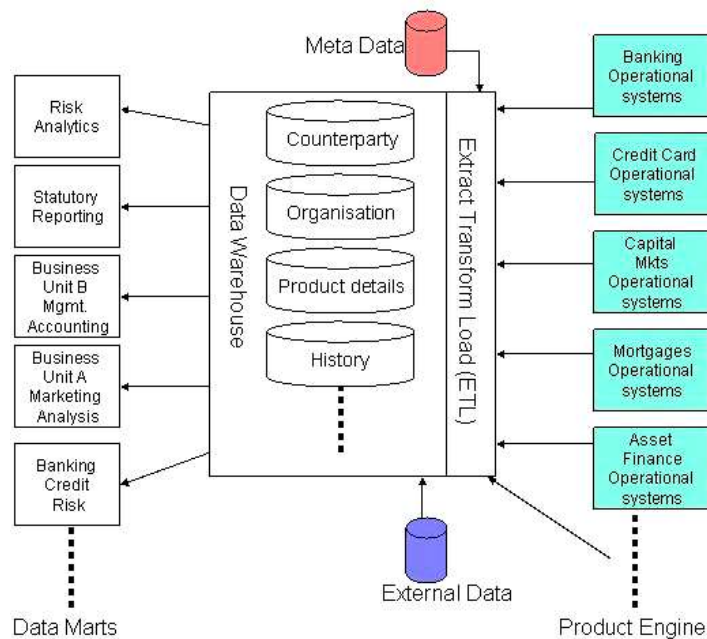 Meta Data
Risk
Analytics
Statutory
Reporting
Business
Unit B
Mgmt.
Accounting
Business
Unit A
Marketing
Analysis
Banking
Credit
Risk
Data Marts
Data Warehouse
Counterparty
Organisation
Product details
History
Extract Transform Load (ETL)
External Data
Banking
Operational
systems
Credit Card
Operational
systems
Capital
Mkts
Operational
systems
Mortgages
Operational
systems
Asset
Finance
Operational
systems
Product Engine